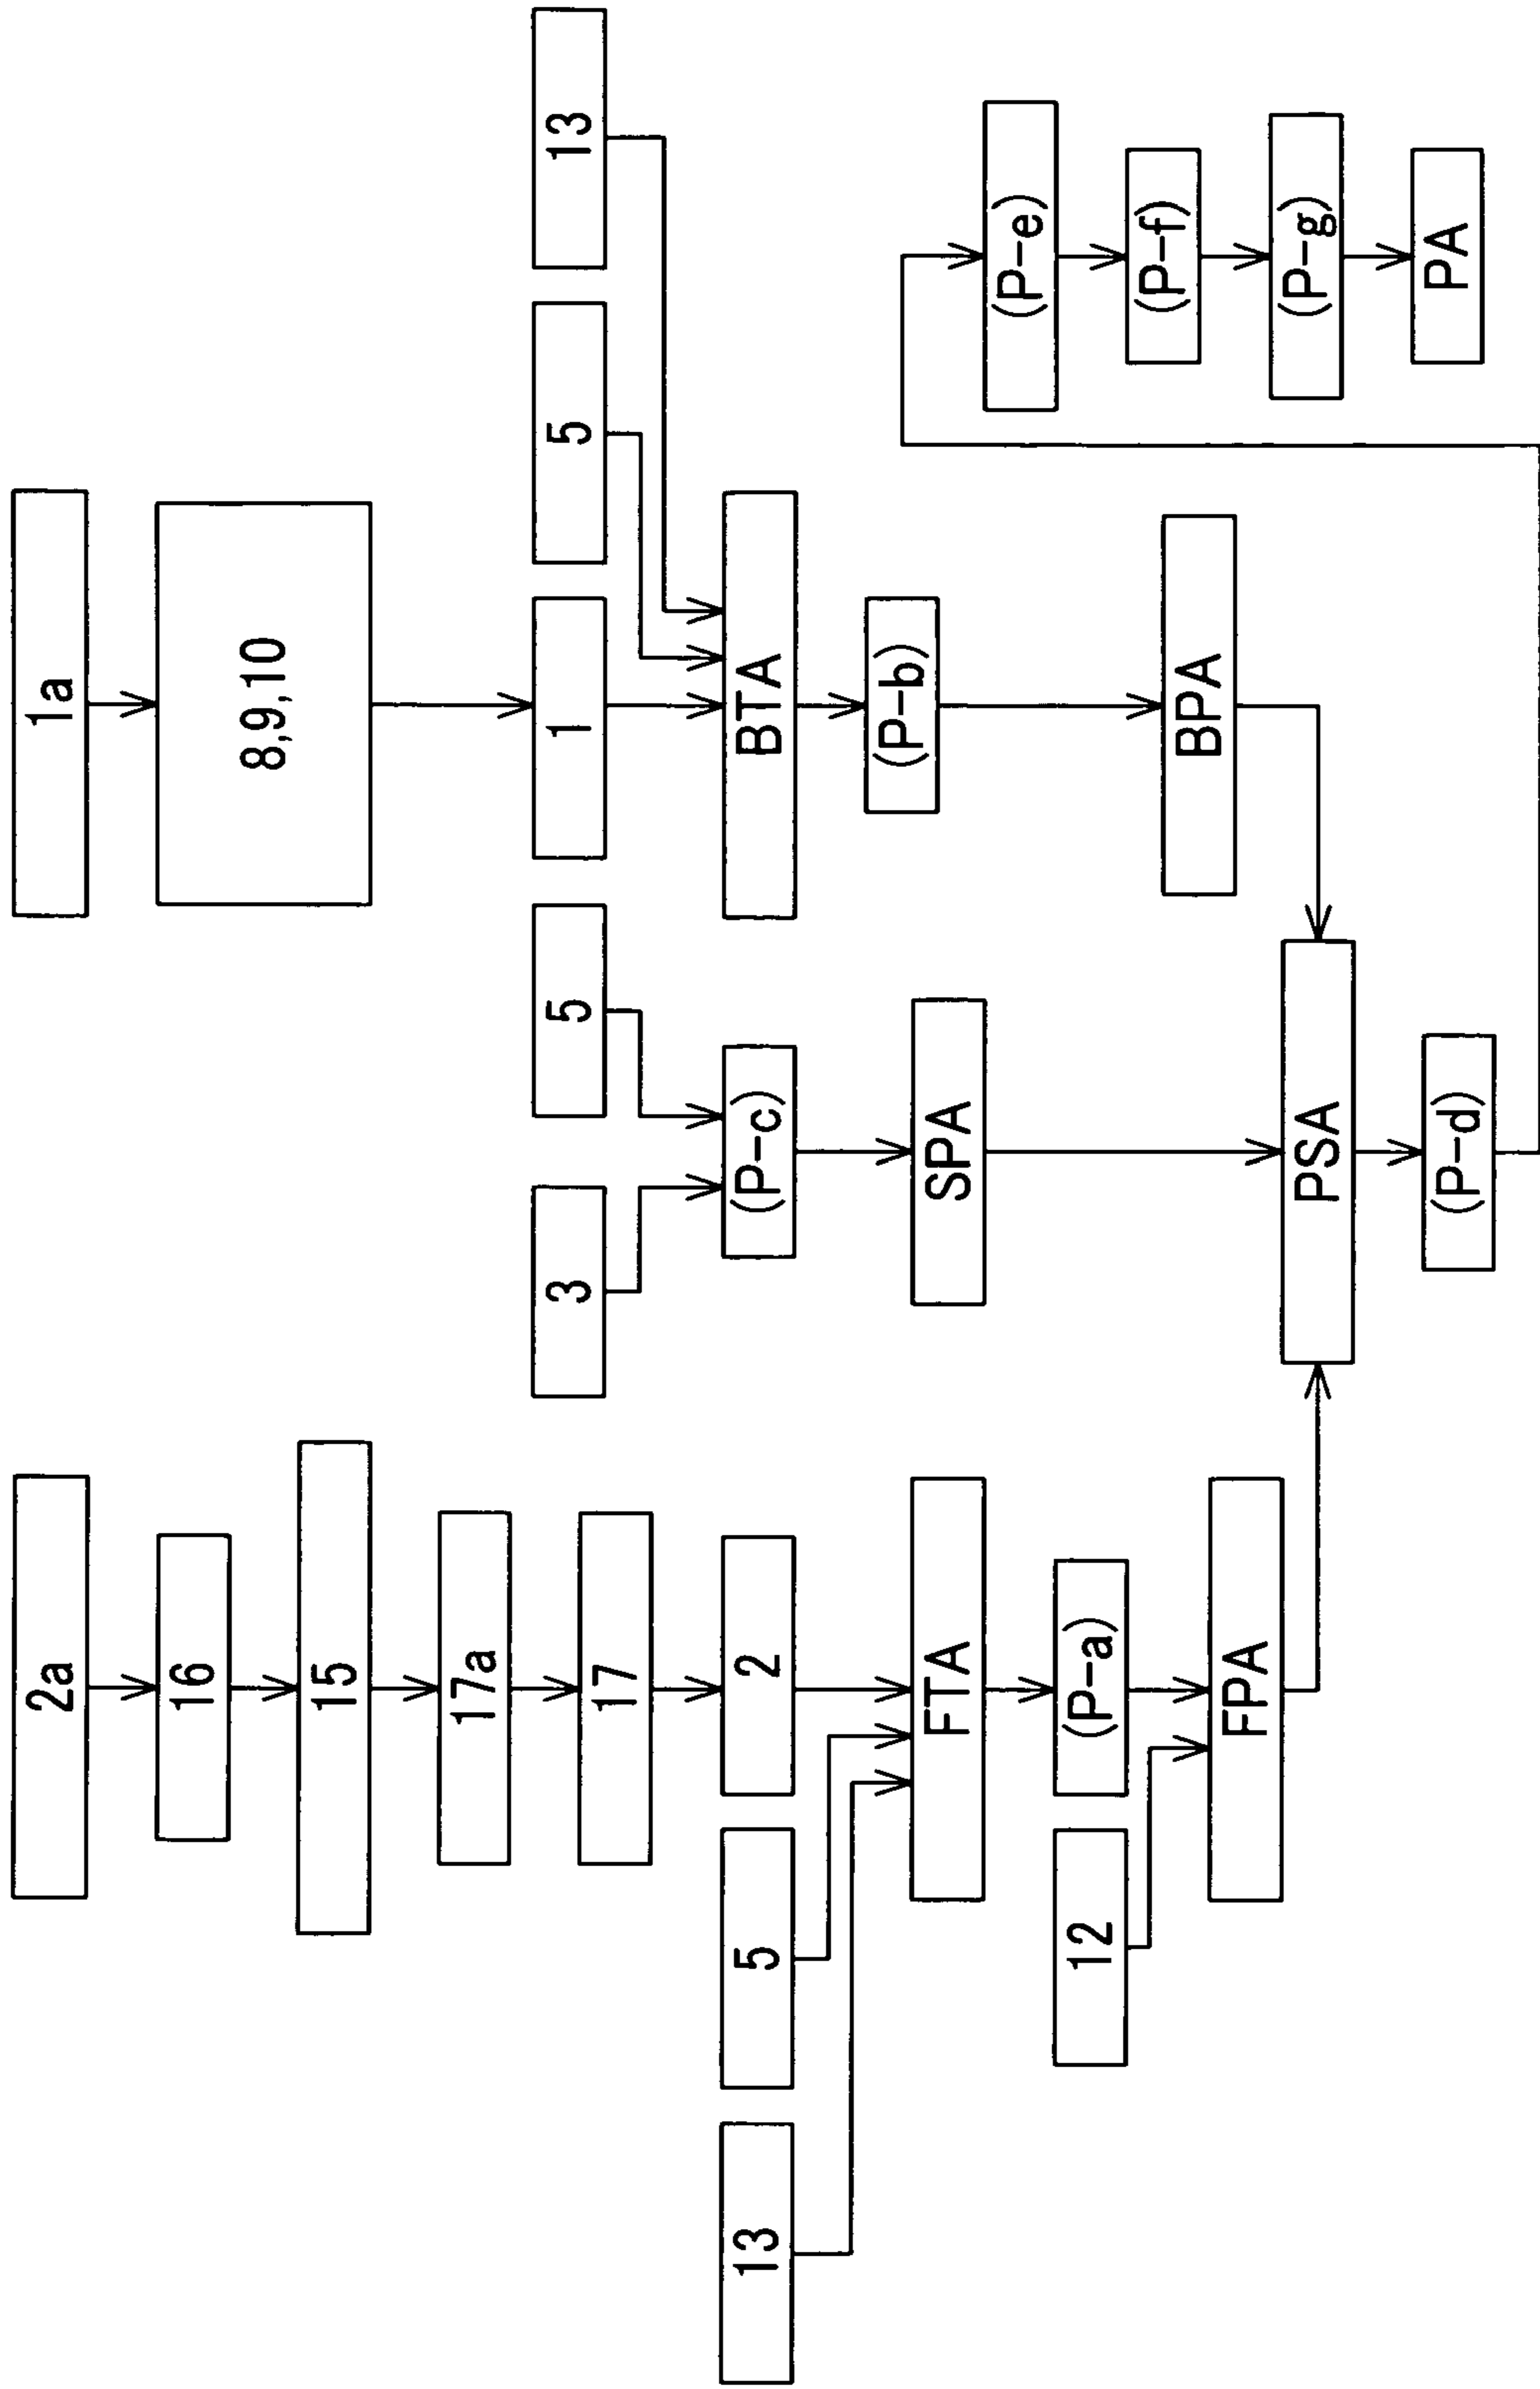 2a
1a
16
8,9,10
15
17a
3
5
1
5
13
17
13
5
2
(P-c)
BTA
(P-b)
FTA
SPA
(P-e)
12
(P-a)
(P-f)
BPA
FPA
(P-g)
PSA
(P-d)
PA